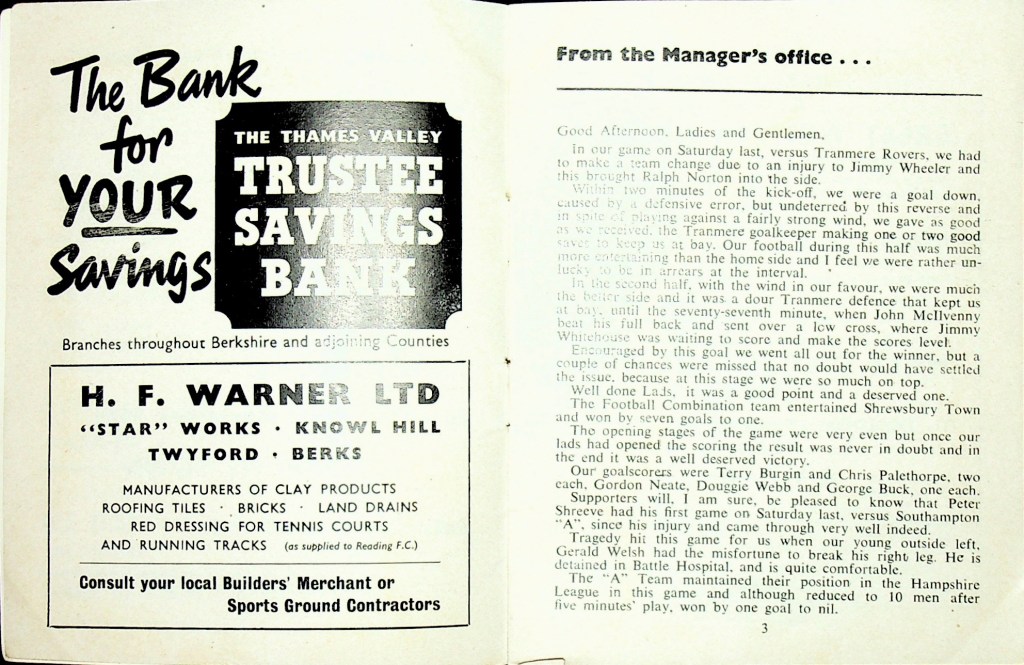 The Bank
for
YOUR
Savings
THE THAMES VALLEY
TRUSTEE
SAVINGS
BANK
Branches throughout Berkshire and adjoining Counties
H. F. WARNER LTD
"STAR" WORKS · KNOWL HILL
TWYFORD · BERKS
MANUFACTURERS OF CLAY PRODUCTS
ROOFING TILES · BRICKS · LAND DRAINS
RED DRESSING FOR TENNIS COURTS
AND RUNNING TRACKS (as supplied to Reading F.C.)
Consult your local Builders' Merchant or
Sports Ground Contractors
From the Manager's office . . .
Good Afternoon, Ladies and Gentlemen,
In our game on Saturday last, versus Tranmere Rovers, we had
to make a team change due to an injury to Jimmy Wheeler and
this brought Ralph Norton into the side.
Within two minutes of the kick-off, we were a goal down,
caused by a defensive error, but undeterred by this reverse and
in spite of playing against a fairly strong wind, we gave as good
as we received, the Tranmere goalkeeper making one or two good
saves to keep us at bay. Our football during this half was much
more entertaining than the home side and I feel we were rather un-
lucky to be in arrears at the interval.
In the second half, with the wind in our favour, we were much
the better side and it was a dour Tranmere defence that kept us
at bay, until the seventy-seventh minute, when John McIlvenny
beat his full back and sent over a low cross, where Jimmy
Whitehouse was waiting to score and make the scores level.
Encouraged by this goal we went all out for the winner, but a
couple of chances were missed that no doubt would have settled
the issue, because at this stage we were so much on top.
Well done Lads, it was a good point and a deserved one.
The Football Combination team entertained Shrewsbury Town
and won by seven goals to one.
The opening stages of the game were very even but once our
lads had opened the scoring the result was never in doubt and in
the end it was a well deserved victory.
Our goalscorers were Terry Burgin and Chris Palethorpe, two
each, Gordon Neate, Douggie Webb and George Buck, one each.
Supporters will, I am sure, be pleased to know that Peter
Shreeve had his first game on Saturday last, versus Southampton
"A", since his injury and came through very well indeed.
Tragedy hit this game for us when our young outside left,
Gerald Welsh had the misfortune to break his right leg. He is
detained in Battle Hospital, and is quite comfortable.
The "A" Team maintained their position in the Hampshire
League in this game and although reduced to 10 men after
five minutes' play, won by one goal to nil.
3